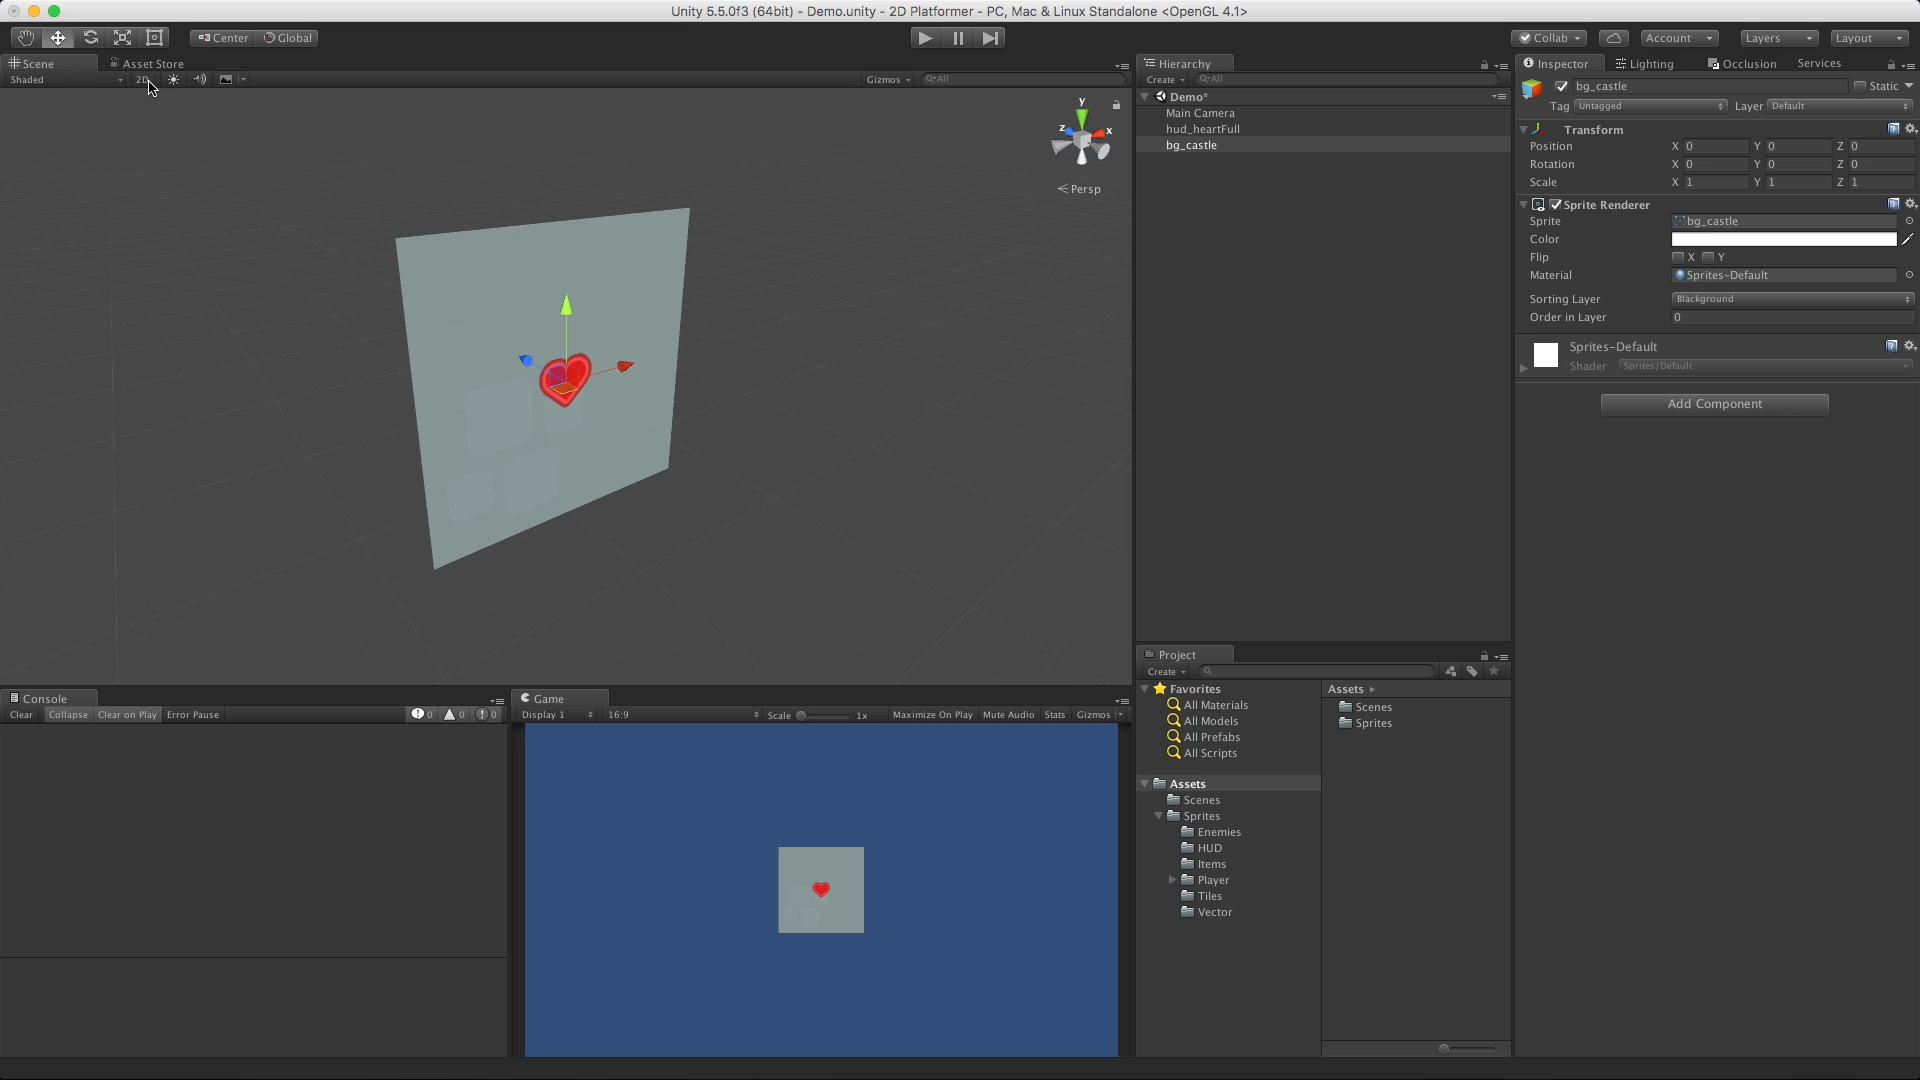 Unity 5.5.0f3 (64bit) - Demo.unity - 2D Platformer - PC, Mac & Linux Standalone <OpenGL 4.1>
Center Global Collab Account Layers Layout
Scene Asset Store
Shaded 2D Gizmos All
y
z x
Persp
Hierarchy
Create All
Demo*
Main Camera
hud_heartFull
bg_castle
Inspector Lighting Occlusion Services
bg_castle Static
Tag Untagged Layer Default
Transform
Position X 0 Y 0 Z 0
Rotation X 0 Y 0 Z 0
Scale X 1 Y 1 Z 1
Sprite Renderer
Sprite bg_castle
Color
Flip X Y
Material Sprites-Default
Sorting Layer Background
Order in Layer 0
Sprites-Default
Shader Sprites/Default
Add Component
Console
Clear Collapse Clear on Play Error Pause 0 0 0
Game
Display 1 16:9 Scale 1x Maximize On Play Mute Audio Stats Gizmos
Project
Create
Favorites
All Materials
All Models
All Prefabs
All Scripts
Assets
Scenes
Sprites
Enemies
HUD
Items
Player
Tiles
Vector
Assets
Scenes
Sprites